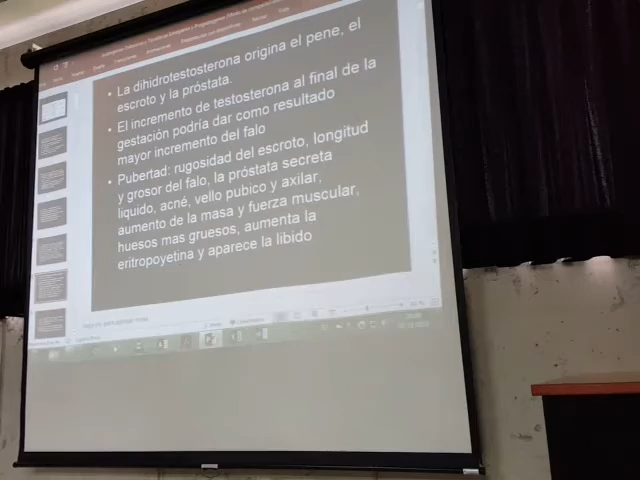 • La dihidrotestosterona origina el pene, el
escroto y la próstata.
• El incremento de testosterona al final de la
gestación podría dar como resultado
mayor incremento del falo
• Pubertad: rugosidad del escroto, longitud
y grosor del falo, la próstata secreta
liquido, acné, vello pubico y axilar,
aumento de la masa y fuerza muscular,
huesos mas gruesos, aumenta la
eritropoyetina y aparece la libido